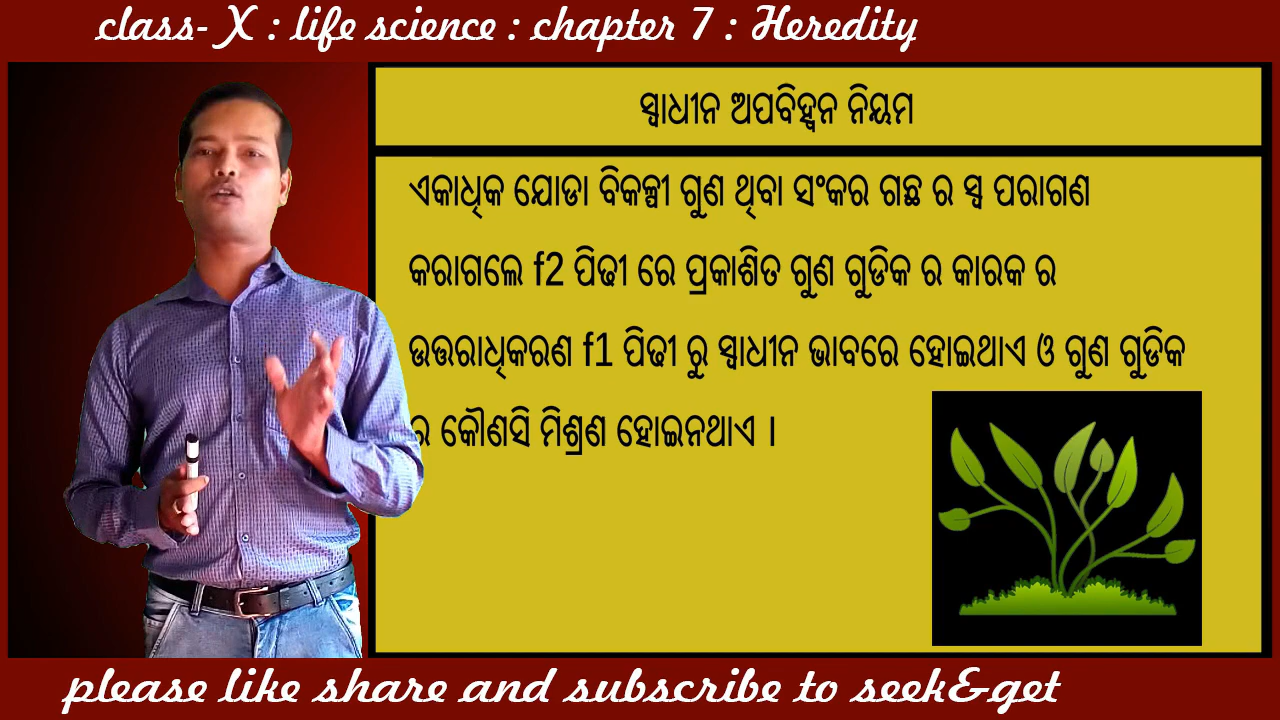 class- X : life science : chapter 7 : Heredity
ସ୍ଵାଧୀନ ଅପବିହ୍ଵନ ନିୟମ
ଏକାଧିକ ଯୋଡା ବିକଳ୍ପୀ ଗୁଣ ଥିବା ସଂକର ଗଛ ର ସ୍ଵ ପରାଗଣ
କରାଗଲେ f2 ପିଢୀ ରେ ପ୍ରକାଶିତ ଗୁଣ ଗୁଡିକ ର କାରକ ର
ଉତ୍ତରାଧିକରଣ f1 ପିଢୀ ରୁ ସ୍ଵାଧୀନ ଭାବରେ ହୋଇଥାଏ ଓ ଗୁଣ ଗୁଡିକ
ର କୌଣସି ମିଶ୍ରଣ ହୋଇନଥାଏ ।
please like share and subscribe to seek&get